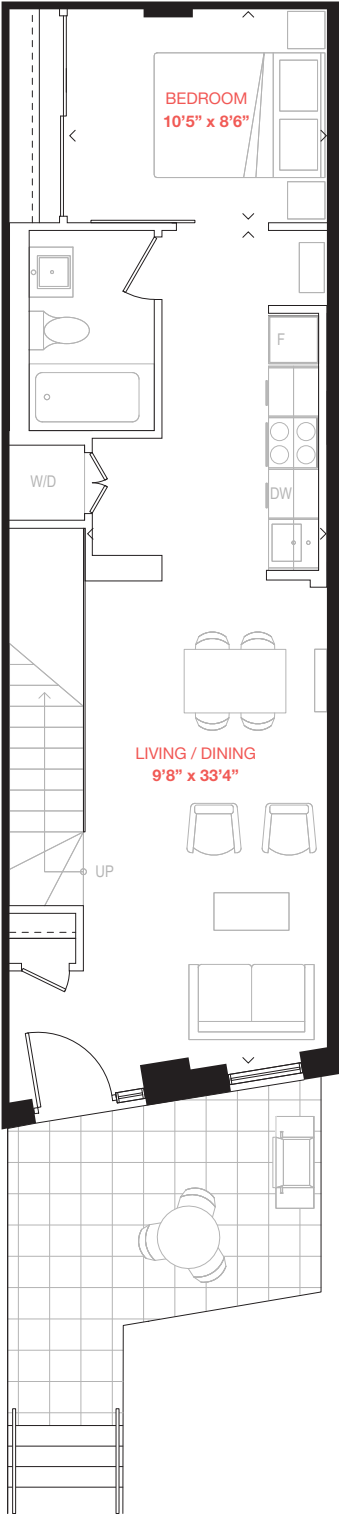 BEDROOM
10’5” x 8’6”
F
W/D
DW
LIVING / DINING
9’8” x 33’4”
UP